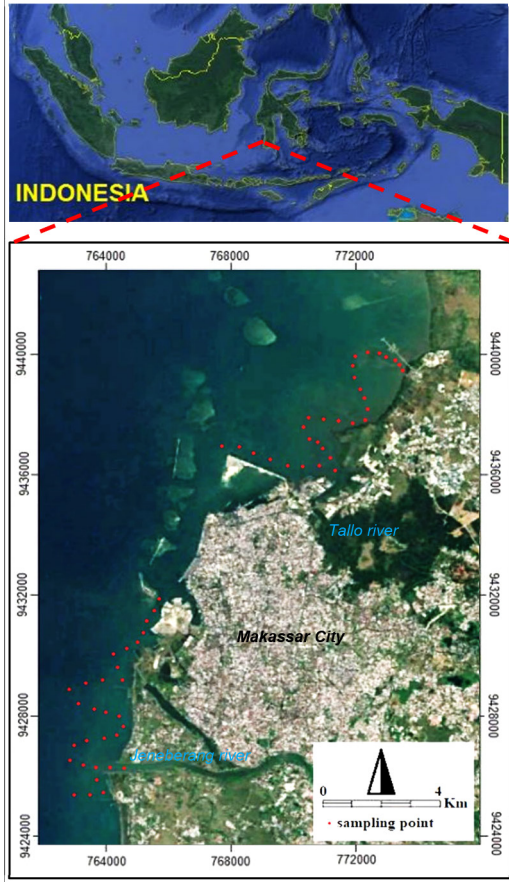 INDONESIA
764000 768000 772000
9440000 9440000
9436000 9436000
Tallo river
9432000 9432000
Makassar City
9428000 9428000
Jeneberang river
0 4
Km
sampling point
9424000 9424000
764000 768000 772000